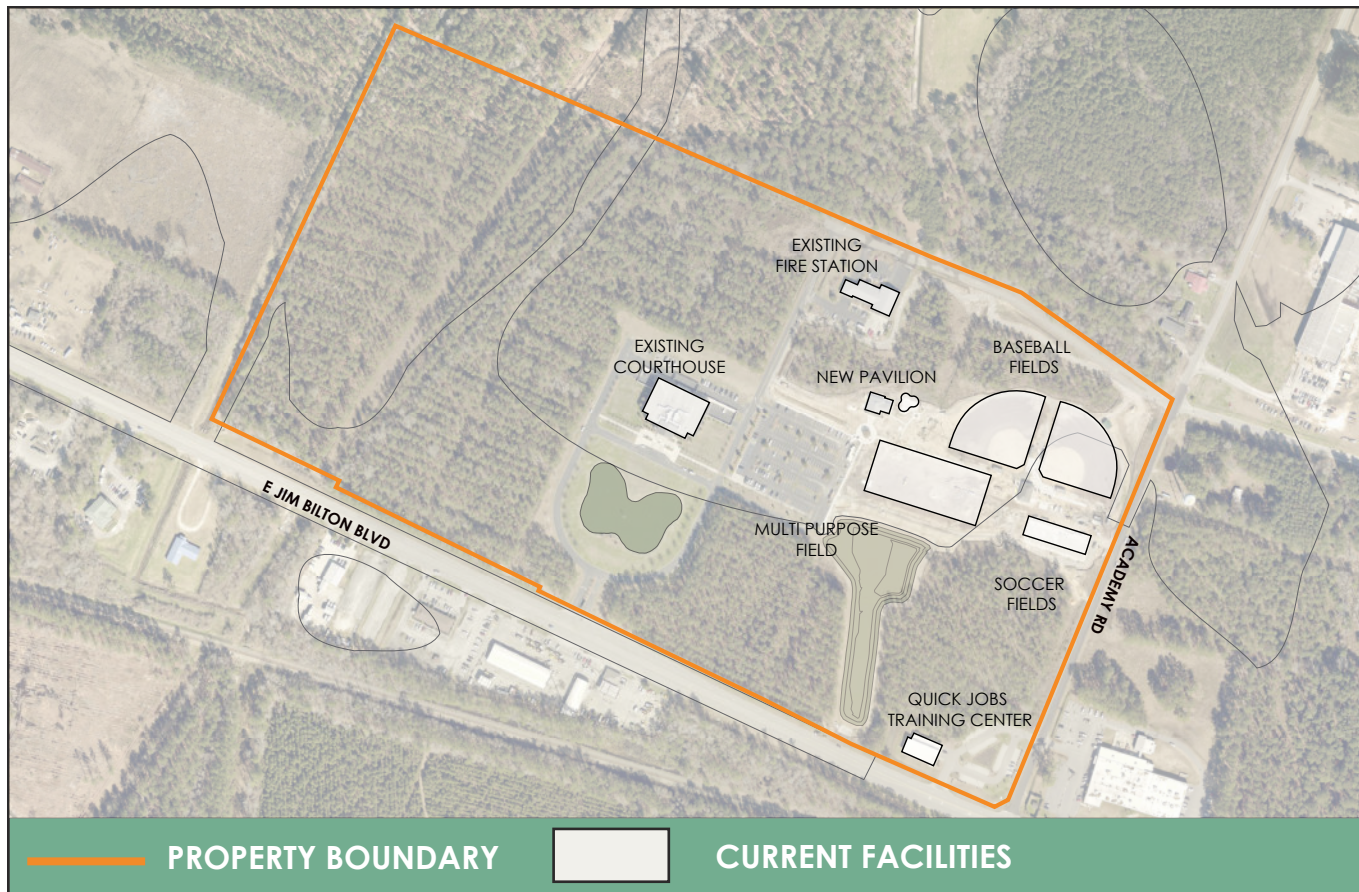 EXISTING
FIRE STATION
EXISTING
COURTHOUSE
BASEBALL
FIELDS
NEW PAVILION
E JIM BILTON BLVD
MULTI PURPOSE
FIELD
SOCCER
FIELDS
ACADEMY RD
QUICK JOBS
TRAINING CENTER
PROPERTY BOUNDARY
CURRENT FACILITIES